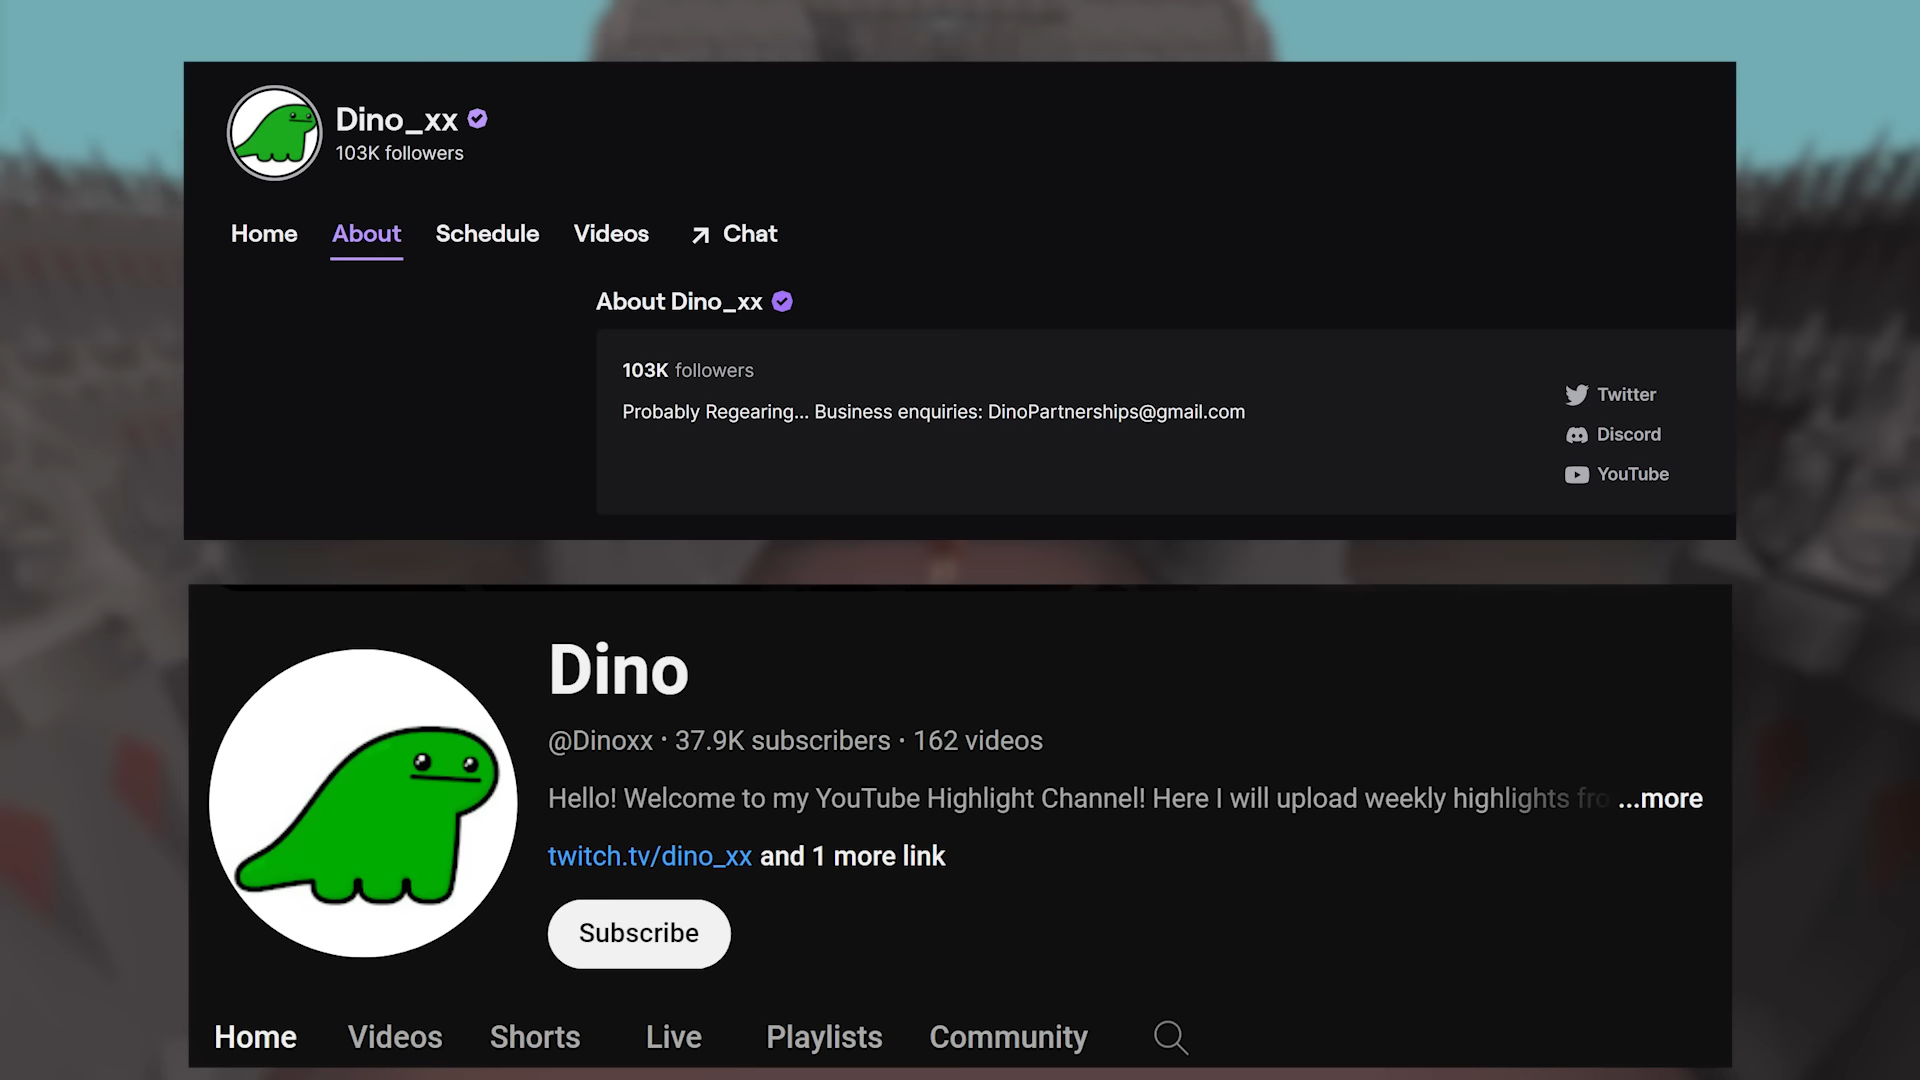 Dino_xx
103K followers
Home About Schedule Videos Chat
About Dino_xx
103K followers
Probably Regearing... Business enquiries: DinoPartnerships@gmail.com
Twitter
Discord
YouTube
Dino
@Dinoxx · 37.9K subscribers · 162 videos
Hello! Welcome to my YouTube Highlight Channel! Here I will upload weekly highlights fro ...more
twitch.tv/dino_xx and 1 more link
Subscribe
Home Videos Shorts Live Playlists Community